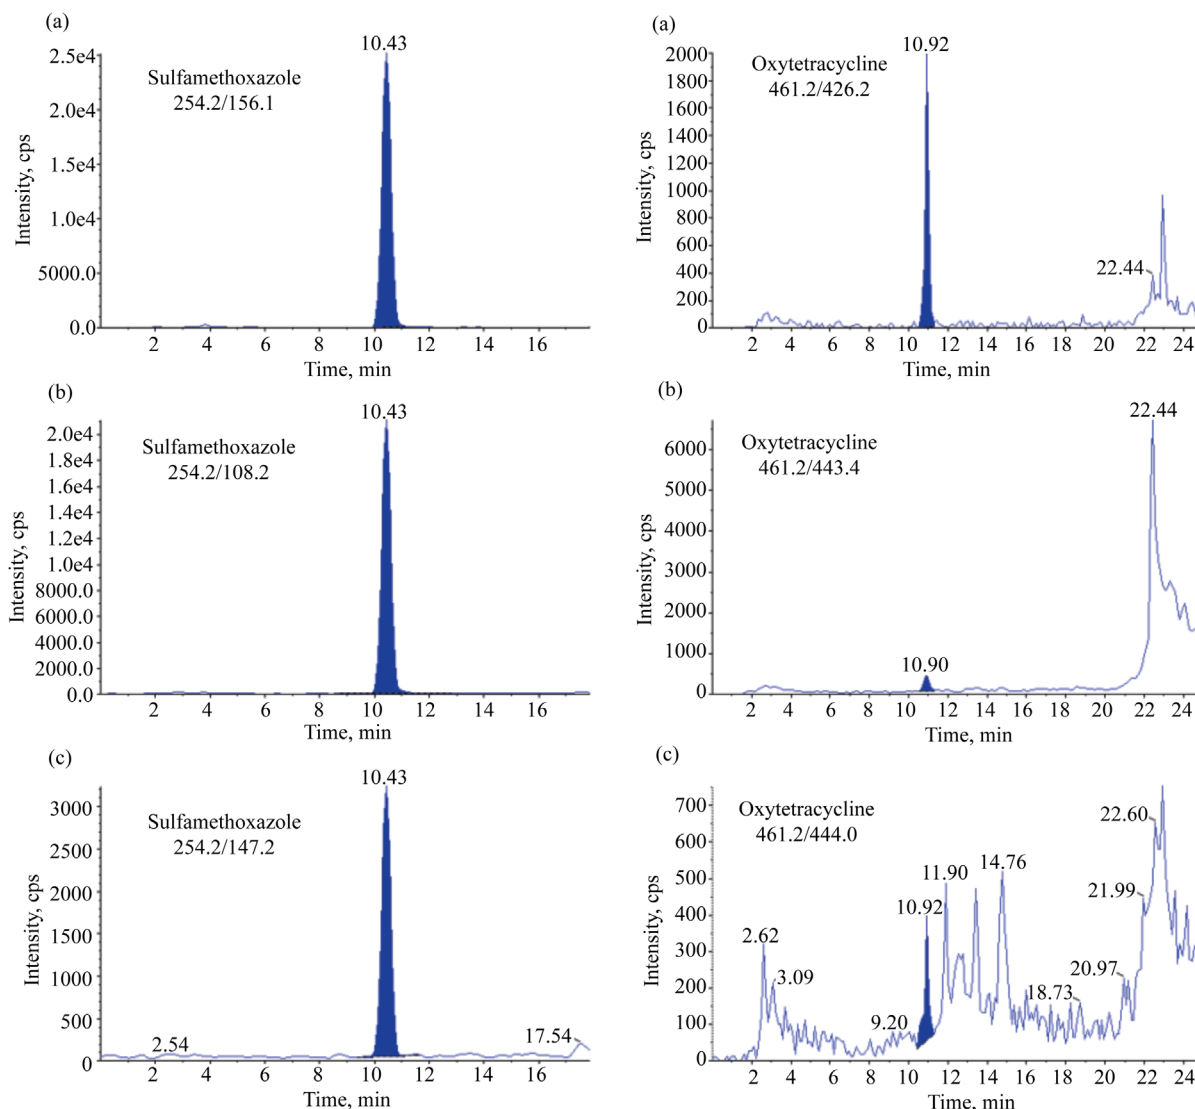 (a)
10.43
Sulfamethoxazole
254.2/156.1
Intensity, cps
2.5e4
2.0e4
1.5e4
1.0e4
5000.0
0.0
2 4 6 8 10 12 14 16
Time, min
(a)
10.92
Oxytetracycline
461.2/426.2
Intensity, cps
2000
1800
1600
1400
1200
1000
800
600
400
200
0
22.44
2 4 6 8 10 12 14 16 18 20 22 24
Time, min
(b)
10.43
Sulfamethoxazole
254.2/108.2
Intensity, cps
2.0e4
1.8e4
1.6e4
1.4e4
1.2e4
1.0e4
8000.0
6000.0
4000.0
2000.0
0.0
2 4 6 8 10 12 14 16
Time, min
(b)
22.44
Oxytetracycline
461.2/443.4
Intensity, cps
6000
5000
4000
3000
2000
1000
0
10.90
2 4 6 8 10 12 14 16 18 20 22 24
Time, min
(c)
10.43
Sulfamethoxazole
254.2/147.2
Intensity, cps
3000
2500
2000
1500
1000
500
0
2.54
17.54
2 4 6 8 10 12 14 16
Time, min
(c)
Oxytetracycline
461.2/444.0
Intensity, cps
700
600
500
400
300
200
100
0
2.62
3.09
9.20
10.92
11.90
14.76
18.73
20.97
21.99
22.60
2 4 6 8 10 12 14 16 18 20 22 24
Time, min